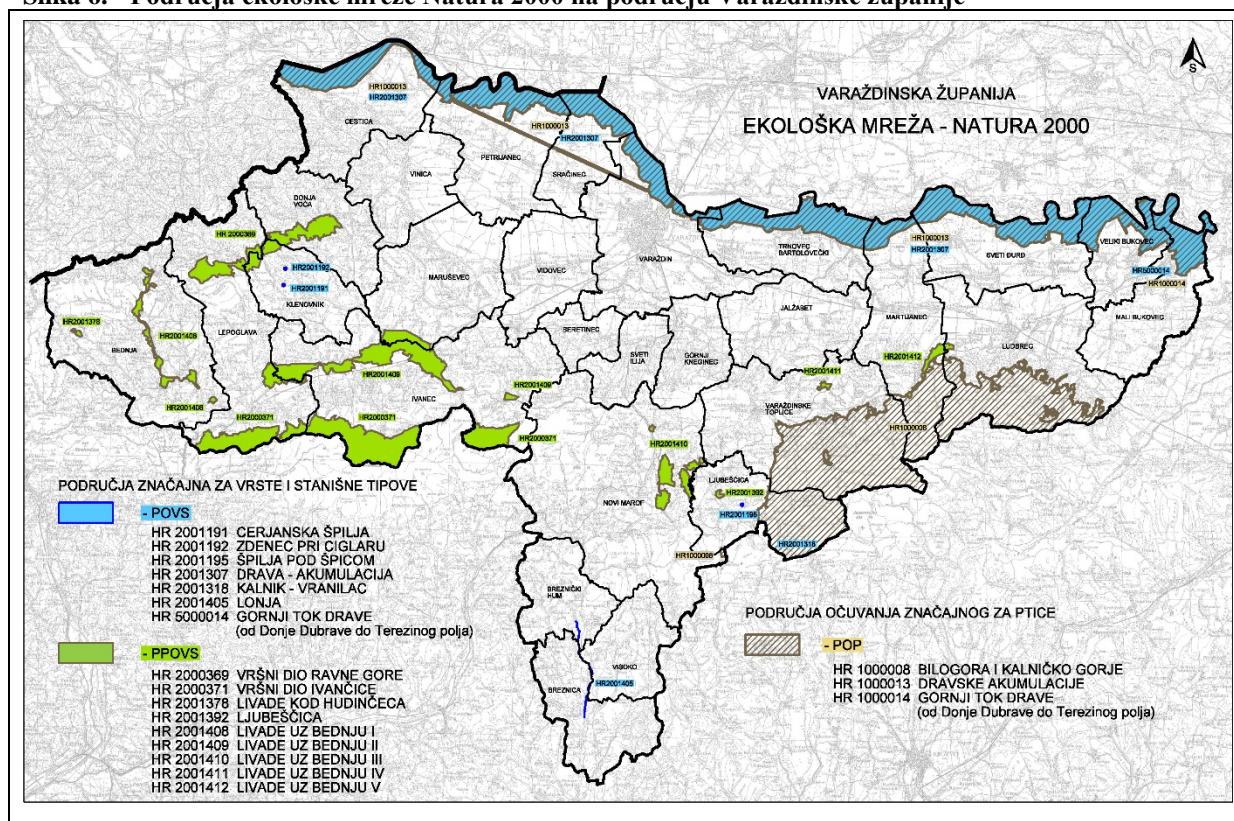 Slika 6. Područja ekološke mreže Natura 2000 na području Varaždinske županije
S
VARAŽDINSKA ŽUPANIJA
EKOLOŠKA MREŽA - NATURA 2000
HR1000013
HR2001307
CESTICA
HR1000013
HR2001307
PETRIJANEC
SRAČINEC
VINICA
DONJA
VOĆA
HR 2000369
HR2001192
HR2001191
KLENOVNIK
MARUŠEVEC
VIDOVEC
VARAŽDIN
TRNOVEC
BARTOLOVEČKI
HR1000013
HR2001307
SVETI ĐURĐ
VELIKI BUKOVEC
HR5000014
HR1000014
MALI BUKOVEC
HR2001378
BEDNJA
HR2001408
LEPOGLAVA
BERETINEC
SVETI
ILIJA
GORNJI
KNEGINEC
JALŽABET
MARTIJANEC
LUDBREG
HR2001412
HR2001411
HR2001409
IVANEC
HR2001409
HR2001408
HR2000371
HR2000371
HR2000371
VARAŽDINSKE
TOPLICE
HR1000008
HR2001410
LJUBEŠĆICA
HR2001392
HR2001195
NOVI MAROF
HR2001318
HR1000008
BREZNIČKI
HUM
VISOKO
HR2001405
BREZNICA
PODRUČJA ZNAČAJNA ZA VRSTE I STANIŠNE TIPOVE
- POVS
HR 2001191 CERJANSKA ŠPILJA
HR 2001192 ZDENEC PRI CIGLARU
HR 2001195 ŠPILJA POD ŠPICOM
HR 2001307 DRAVA - AKUMULACIJA
HR 2001318 KALNIK - VRANILAC
HR 2001405 LONJA
HR 5000014 GORNJI TOK DRAVE
(od Donje Dubrave do Terezinog polja)
- PPOVS
HR 2000369 VRŠNI DIO RAVNE GORE
HR 2000371 VRŠNI DIO IVANČICE
HR 2001378 LIVADE KOD HUDINČECA
HR 2001392 LJUBEŠČICA
HR 2001408 LIVADE UZ BEDNJU I
HR 2001409 LIVADE UZ BEDNJU II
HR 2001410 LIVADE UZ BEDNJU III
HR 2001411 LIVADE UZ BEDNJU IV
HR 2001412 LIVADE UZ BEDNJU V
PODRUČJA OČUVANJA ZNAČAJNOG ZA PTICE
- POP
HR 1000008 BILOGORA I KALNIČKO GORJE
HR 1000013 DRAVSKE AKUMULACIJE
HR 1000014 GORNJI TOK DRAVE
(od Donje Dubrave do Terezinog polja)